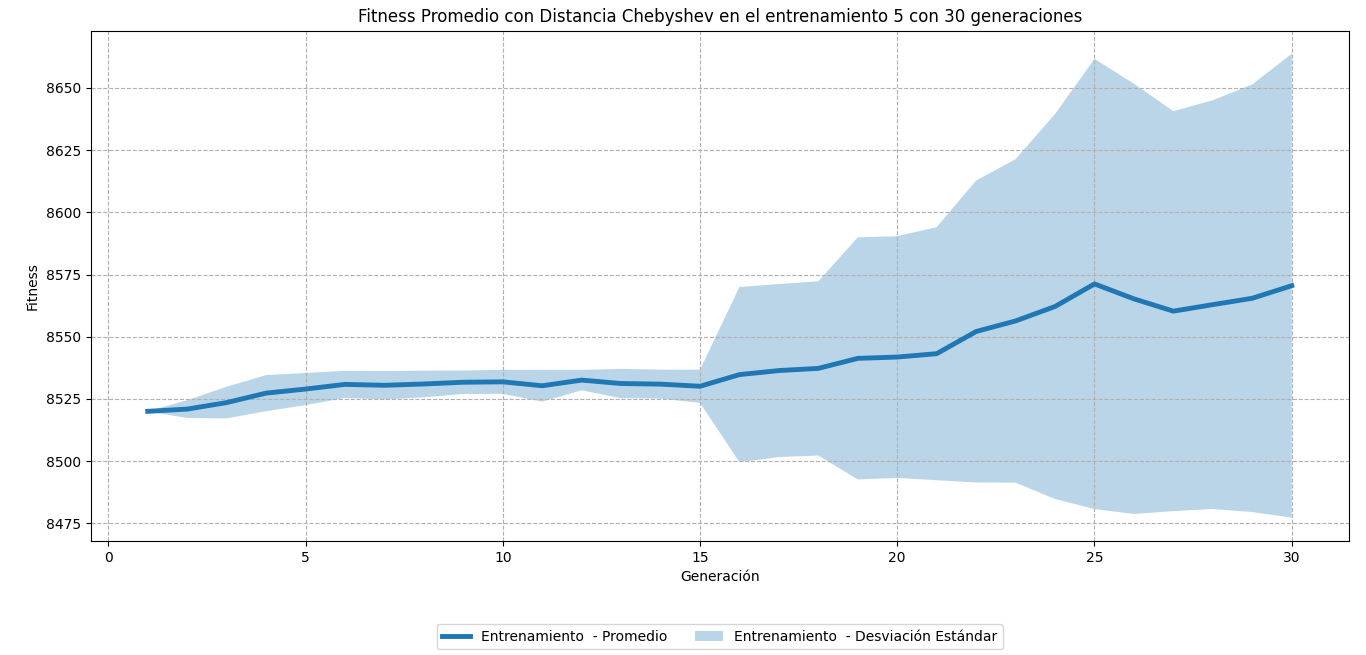 Fitness Promedio con Distancia Chebyshev en el entrenamiento 5 con 30 generaciones
8650
8625
8600
8575
8550
8525
8500
8475
Fitness
0 5 10 15 20 25 30
Generación
Entrenamiento  - Promedio Entrenamiento  - Desviación Estándar